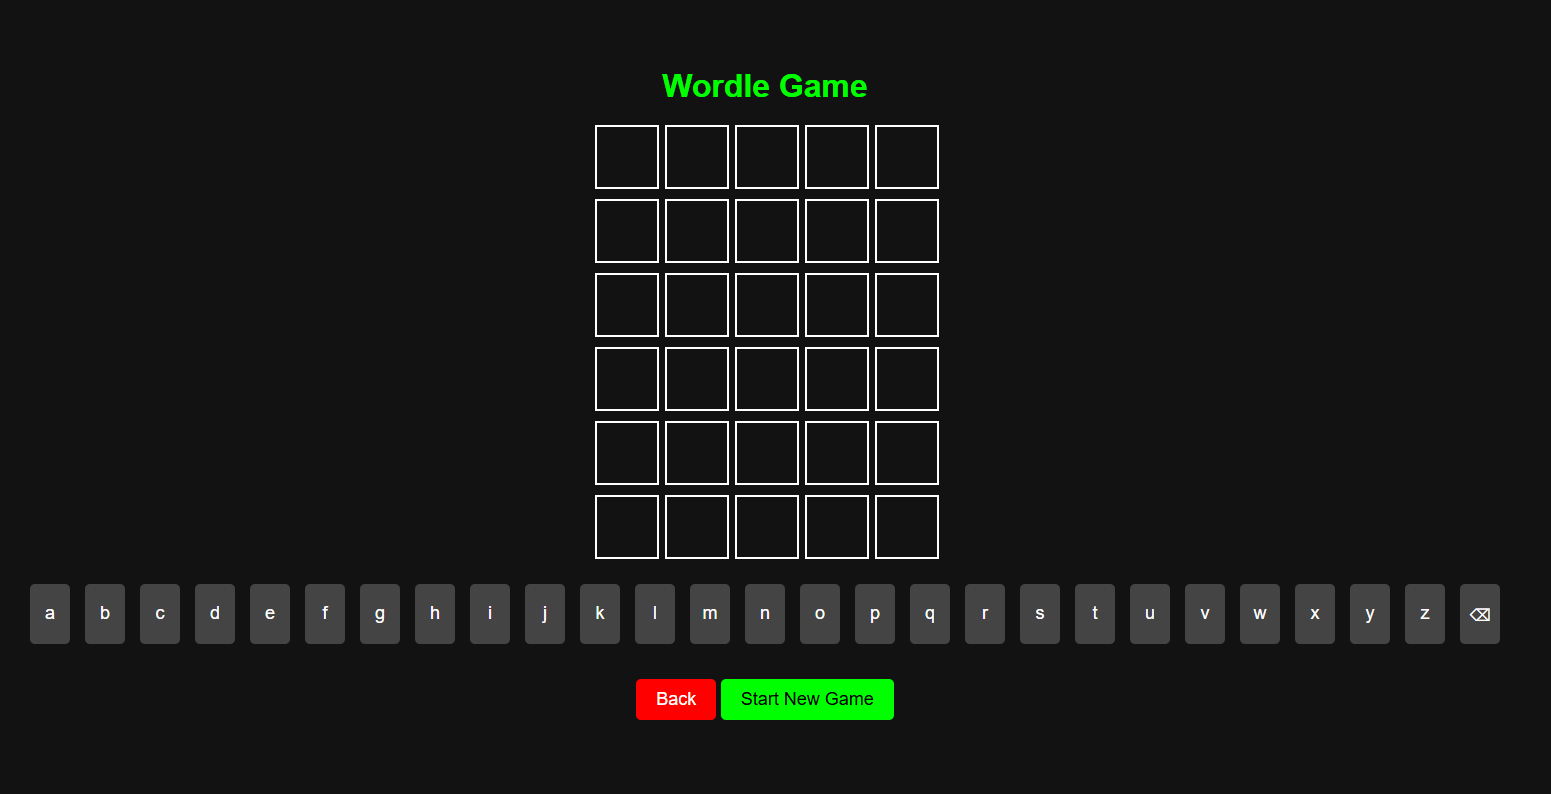 Wordle Game
a b c d e f g h i j k l m n o p q r s t u v w x y z ⌫
Back Start New Game